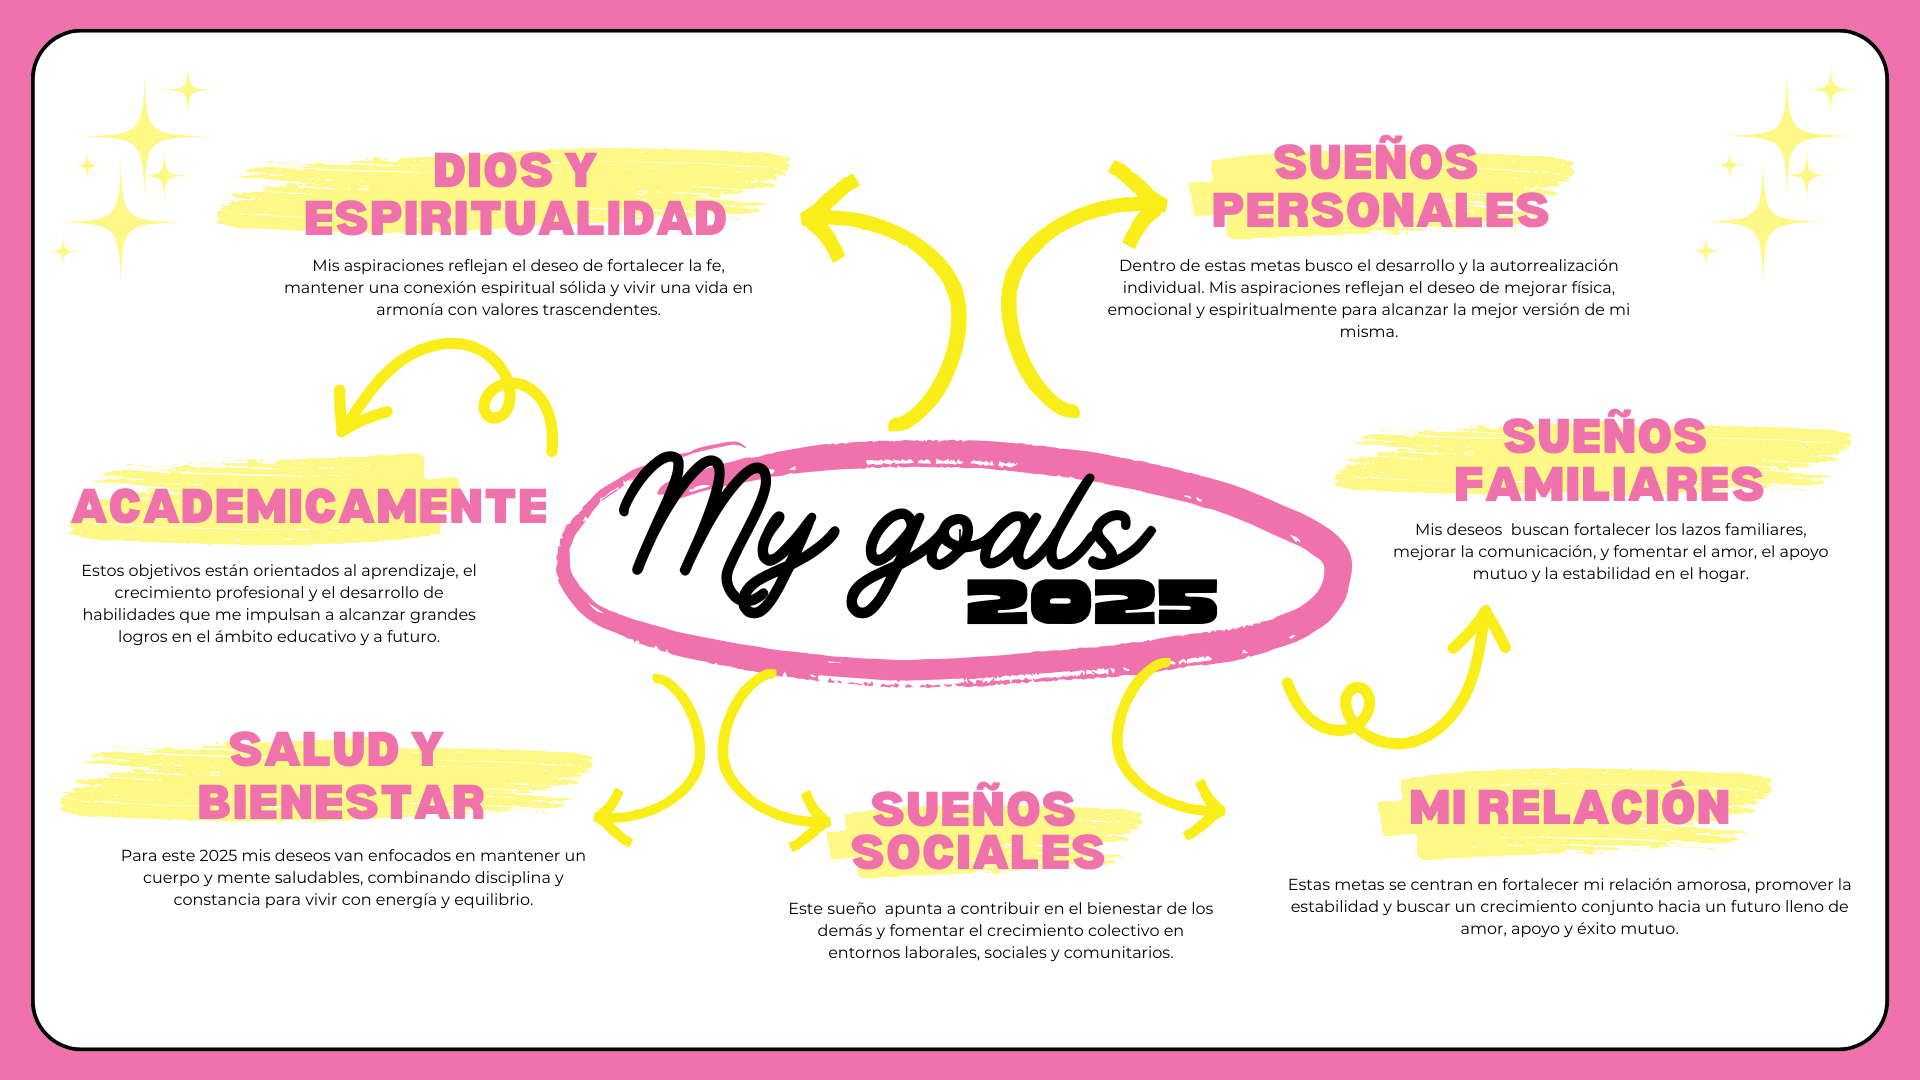 DIOS Y
ESPIRITUALIDAD
Mis aspiraciones reflejan el deseo de fortalecer la fe,
mantener una conexión espiritual sólida y vivir una vida en
armonía con valores trascendentes.
SUEÑOS
PERSONALES
Dentro de estas metas busco el desarrollo y la autorrealización
individual. Mis aspiraciones reflejan el deseo de mejorar física,
emocional y espiritualmente para alcanzar la mejor versión de mi
misma.
ACADEMICAMENTE
Estos objetivos están orientados al aprendizaje, el
crecimiento profesional y el desarrollo de
habilidades que me impulsan a alcanzar grandes
logros en el ámbito educativo y a futuro.
My goals
2025
SUEÑOS
FAMILIARES
Mis deseos  buscan fortalecer los lazos familiares,
mejorar la comunicación, y fomentar el amor, el apoyo
mutuo y la estabilidad en el hogar.
SALUD Y
BIENESTAR
Para este 2025 mis deseos van enfocados en mantener un
cuerpo y mente saludables, combinando disciplina y
constancia para vivir con energía y equilibrio.
SUEÑOS
SOCIALES
Este sueño  apunta a contribuir en el bienestar de los
demás y fomentar el crecimiento colectivo en
entornos laborales, sociales y comunitarios.
MI RELACIÓN
Estas metas se centran en fortalecer mi relación amorosa, promover la
estabilidad y buscar un crecimiento conjunto hacia un futuro lleno de
amor, apoyo y éxito mutuo.